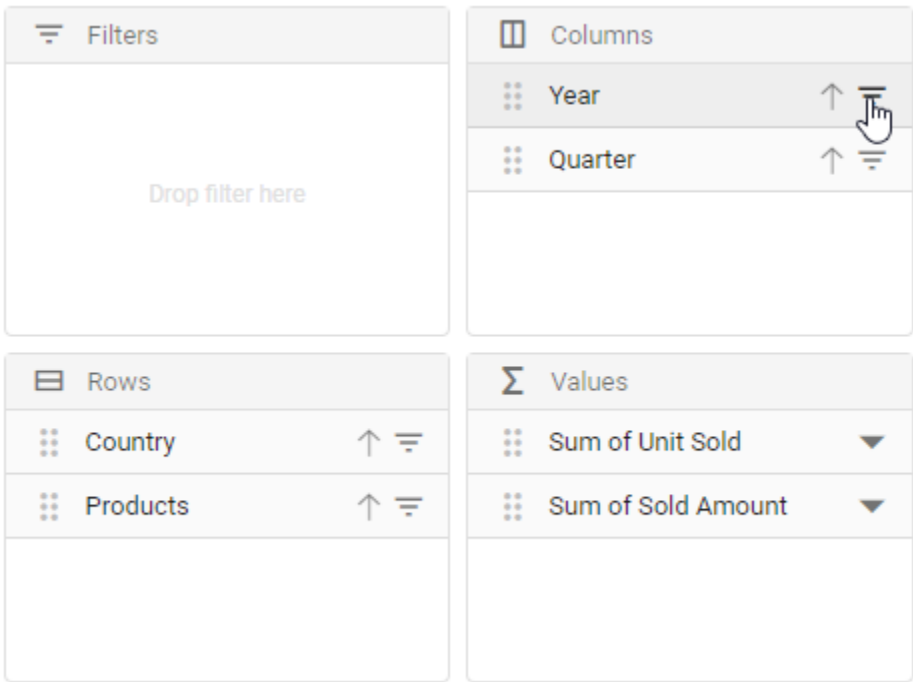 Filters
Drop filter here
Columns
Year
Quarter
Rows
Country
Products
Σ Values
Sum of Unit Sold
Sum of Sold Amount